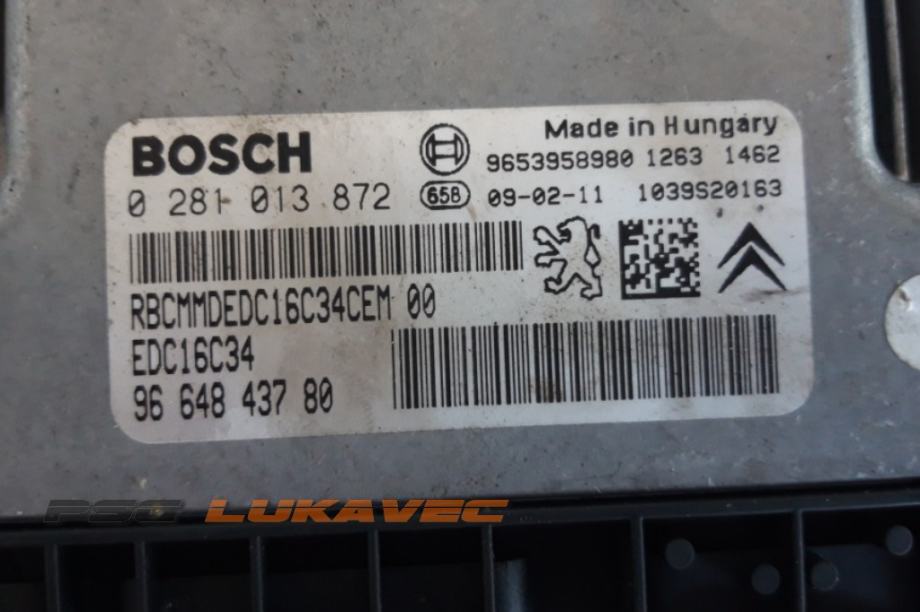 BOSCH
Made in Hungary
9653958980 1263 1462
0 281 013 872
658 09-02-11 1039S20163
RBCMMDEDC16C34CEM 00
EDC16C34
96 648 437 80
PSC LUKAVEC